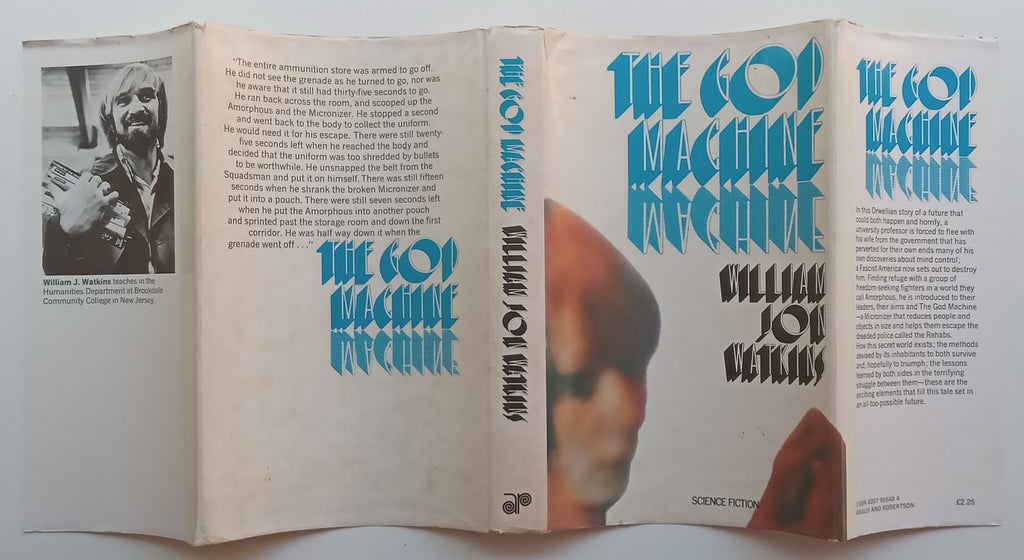 William J. Watkins teaches in the
Humanities Department at Brookdale
Community College in New Jersey.
"The entire ammunition store was armed to go off.
He did not see the grenade as he turned to go, nor was
he aware that it still had thirty-five seconds to go.
He ran back across the room, and scooped up the
Amorphous and the Micronizer. He stopped a second
and went back to the body to collect the uniform.
He would need it for his escape. There were still twenty-
five seconds left when he reached the body and
decided that the uniform was too shredded by bullets
to be worthwhile. He unsnapped the belt from the
Squadsman and put it on himself. There was still fifteen
seconds when he shrank the broken Micronizer and
put it into a pouch. There were still seven seconds left
when he put the Amorphous into another pouch
and sprinted past the storage room and down the first
corridor. He was half way down it when the
grenade went off . . ."
THE GOD
MACHINE
MACHINE
THE GOD MACHINE WILLIAM JON WATKINS
ar
THE GOD
MACHINE
MACHINE
WILLIAM
JON
WATKINS
SCIENCE FICTION
THE GOD
MACHINE
MACHINE
In this Orwellian story of a future that
could both happen and horrify, a
university professor is forced to flee with
his wife from the government that has
perverted for their own ends many of his
own discoveries about mind control;
a Fascist America now sets out to destroy
him. Finding refuge with a group of
freedom-seeking fighters in a world they
call Amorphous, he is introduced to their
leaders, their aims and The God Machine
—a Micronizer that reduces people and
objects in size and helps them escape the
dreaded police called the Rehabs.
How this secret world exists; the methods
devised by its inhabitants to both survive
and, hopefully to triumph; the lessons
learned by both sides in the terrifying
struggle between them—these are the
exciting elements that fill this tale set in
an all-too-possible future.
ISBN 0207 95548 4
ANGUS AND ROBERTSON
£2.25